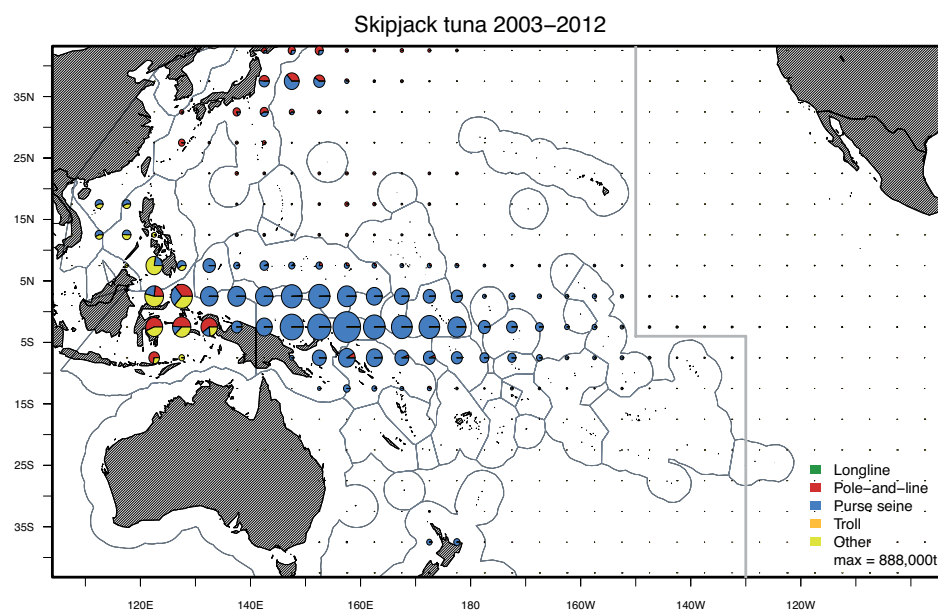 Skipjack tuna 2003−2012
35N
25N
15N
5N
5S
15S
25S
35S
Longline
Pole−and−line
Purse seine
Troll
Other
max = 888,000t
120E 140E 160E 180 160W 140W 120W